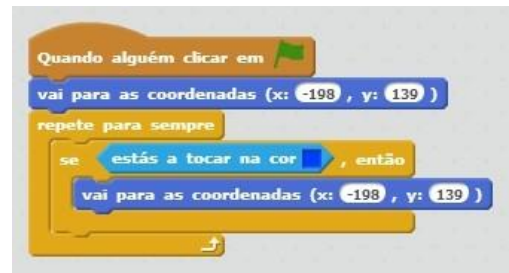 Quando alguém clicar em
vai para as coordenadas (x: -198 , y: 139 )
repete para sempre
se estás a tocar na cor , então
vai para as coordenadas (x: -198 , y: 139 )